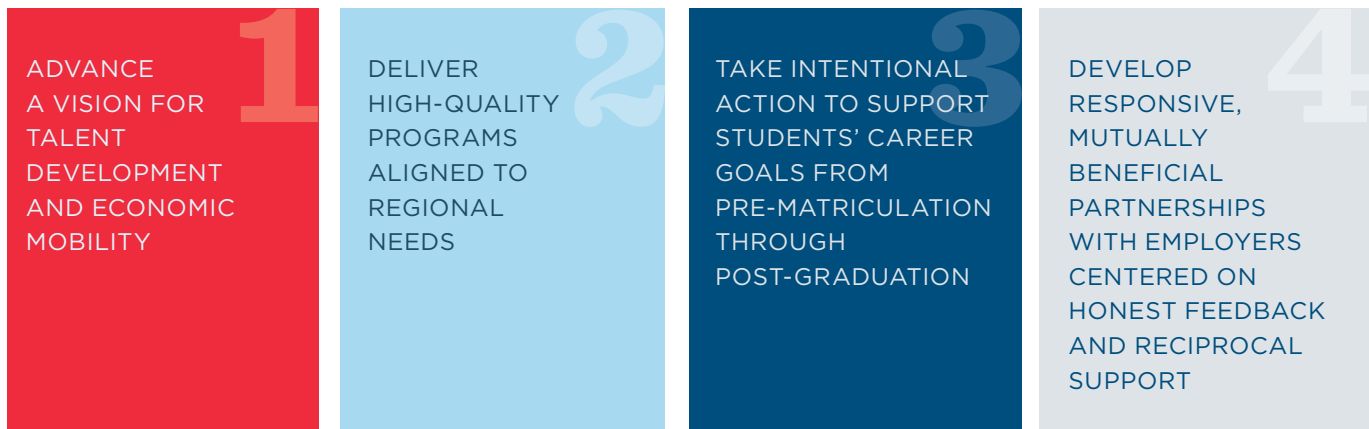 1
ADVANCE
A VISION FOR
TALENT
DEVELOPMENT
AND ECONOMIC
MOBILITY
2
DELIVER
HIGH-QUALITY
PROGRAMS
ALIGNED TO
REGIONAL
NEEDS
3
TAKE INTENTIONAL
ACTION TO SUPPORT
STUDENTS’ CAREER
GOALS FROM
PRE-MATRICULATION
THROUGH
POST-GRADUATION
4
DEVELOP
RESPONSIVE,
MUTUALLY
BENEFICIAL
PARTNERSHIPS
WITH EMPLOYERS
CENTERED ON
HONEST FEEDBACK
AND RECIPROCAL
SUPPORT